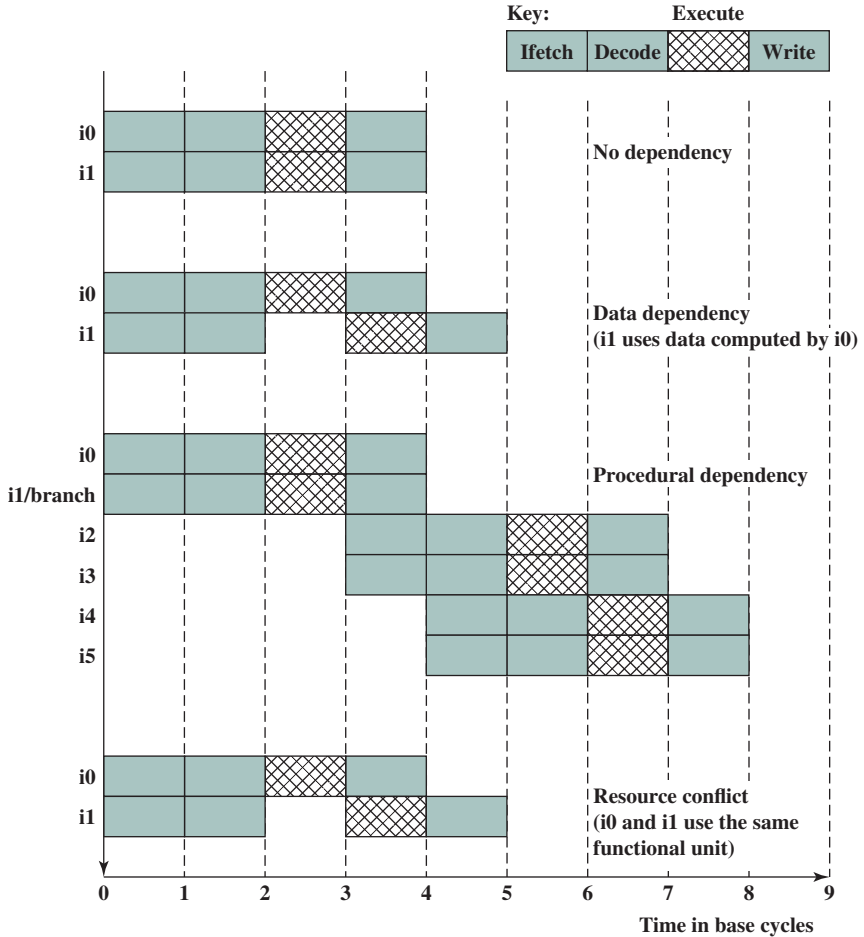 Key: Execute
Ifetch Decode Write
i0
No dependency
i1
i0
Data dependency
i1
(i1 uses data computed by i0)
i0
Procedural dependency
i1/branch
i2
i3
i4
i5
i0
Resource conflict
i1
(i0 and i1 use the same
functional unit)
0 1 2 3 4 5 6 7 8 9
Time in base cycles